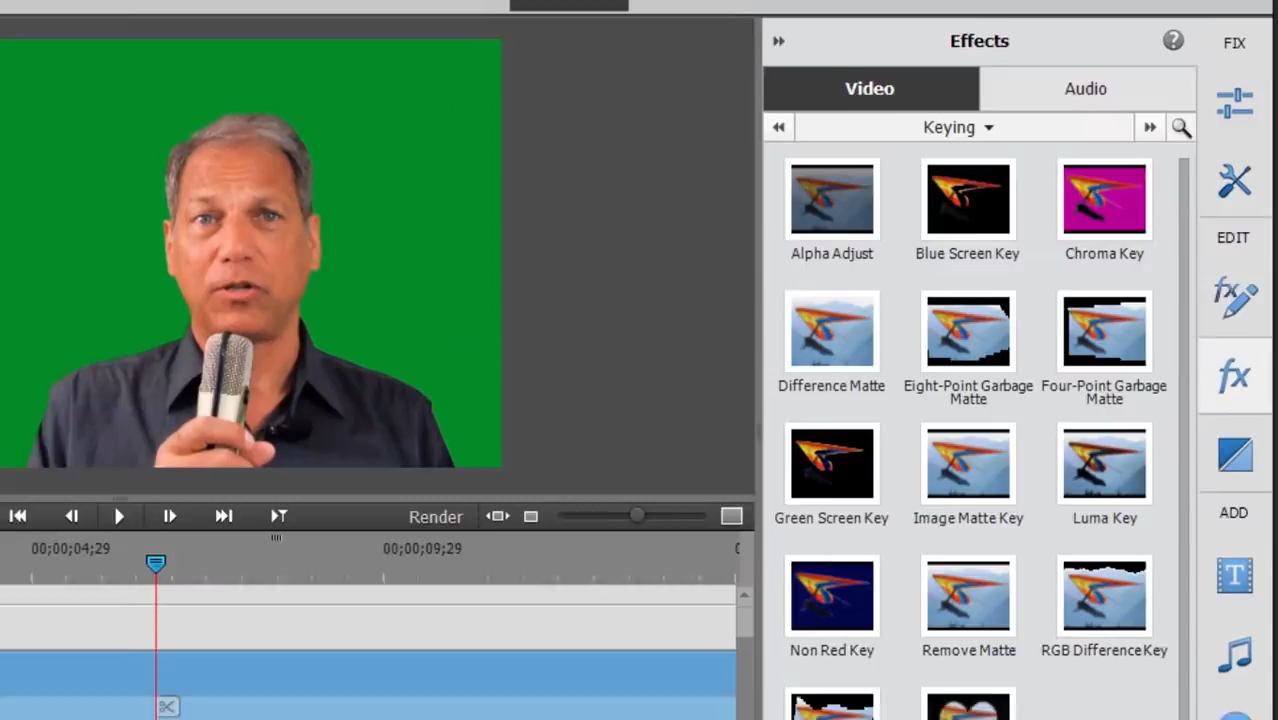 Effects
FIX
Video
Audio
Keying
Alpha Adjust
Blue Screen Key
Chroma Key
EDIT
Difference Matte
Eight-Point Garbage
Matte
Four-Point Garbage
Matte
fx
fx
Green Screen Key
Image Matte Key
Luma Key
ADD
Render
00;00;04;29
00;00;09;29
T
Non Red Key
Remove Matte
RGB Difference Key